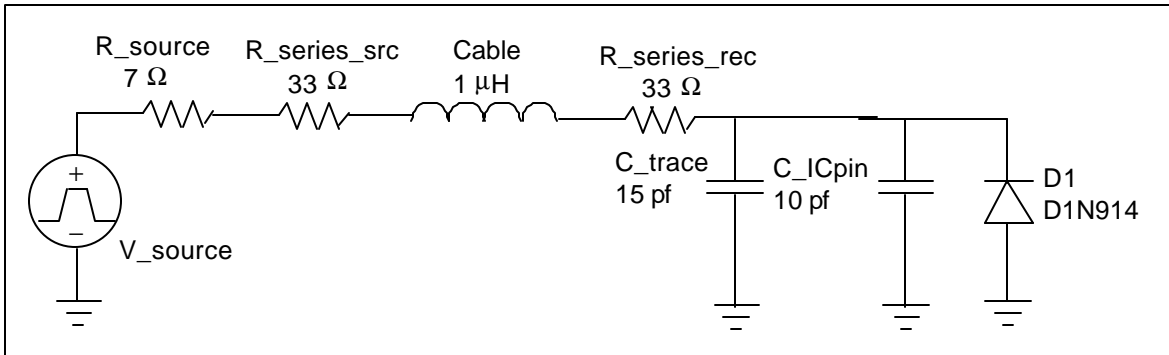 R_source
7 Ω
R_series_src
33 Ω
Cable
1 μH
R_series_rec
33 Ω
C_trace
15 pf
C_ICpin
10 pf
D1
D1N914
+
−
V_source